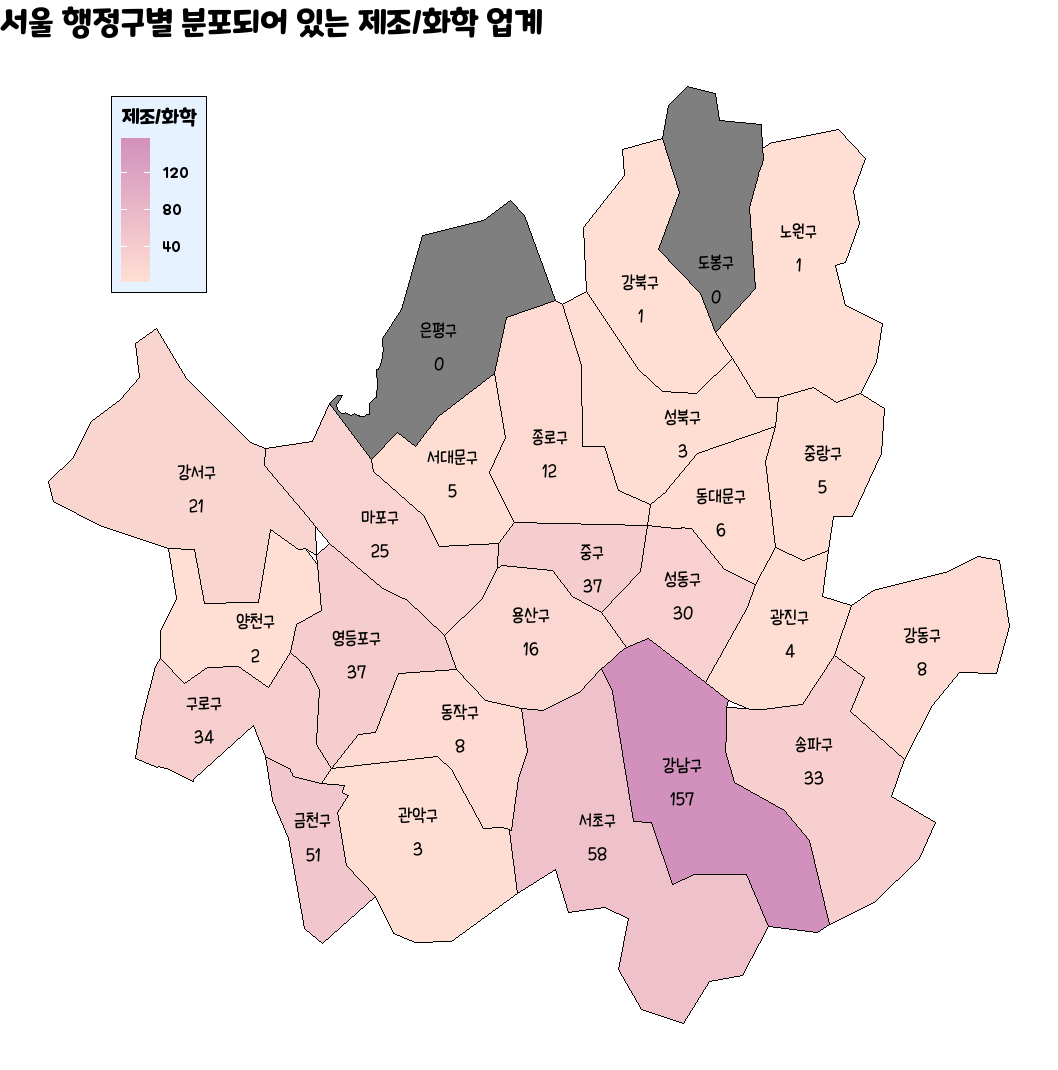 서울 행정구별 분포되어 있는 제조/화학 업계
제조/화학
120
80
40
노원구
1
도봉구
0
강북구
1
은평구
0
성북구
3
종로구
12
서대문구
5
중랑구
5
강서구
21
동대문구
6
마포구
25
중구
37
성동구
30
용산구
16
광진구
4
양천구
2
영등포구
37
강동구
8
구로구
34
동작구
8
송파구
33
강남구
157
금천구
51
관악구
3
서초구
58